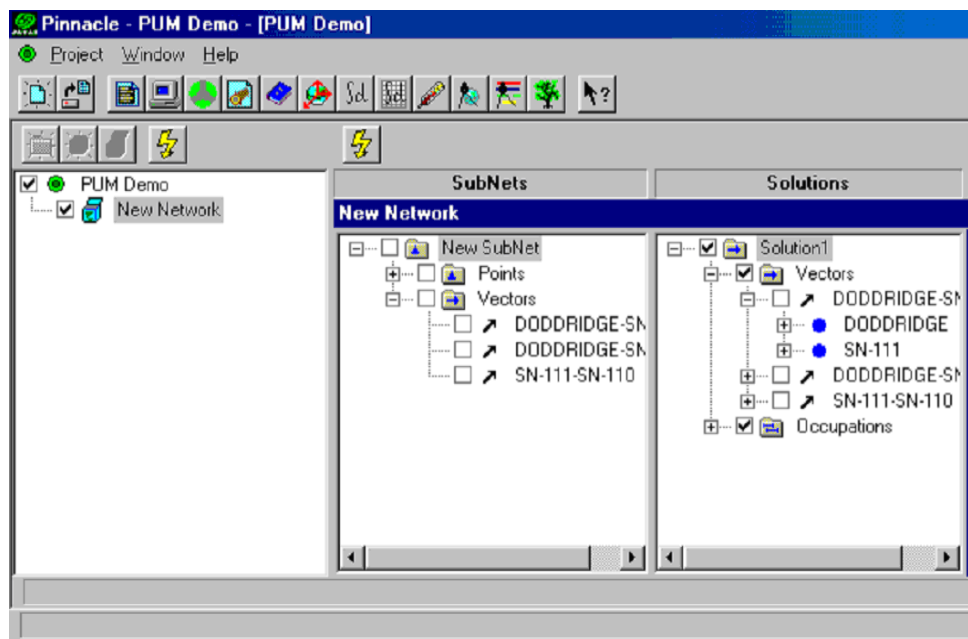 Pinnacle - PUM Demo - [PUM Demo]
Project Window Help
PUM Demo
New Network
SubNets
Solutions
New Network
New SubNet
Points
Vectors
DODDRIDGE-SN
DODDRIDGE-SN
SN-111-SN-110
Solution1
Vectors
DODDRIDGE-SN
DODDRIDGE
SN-111
DODDRIDGE-SN
SN-111-SN-110
Occupations